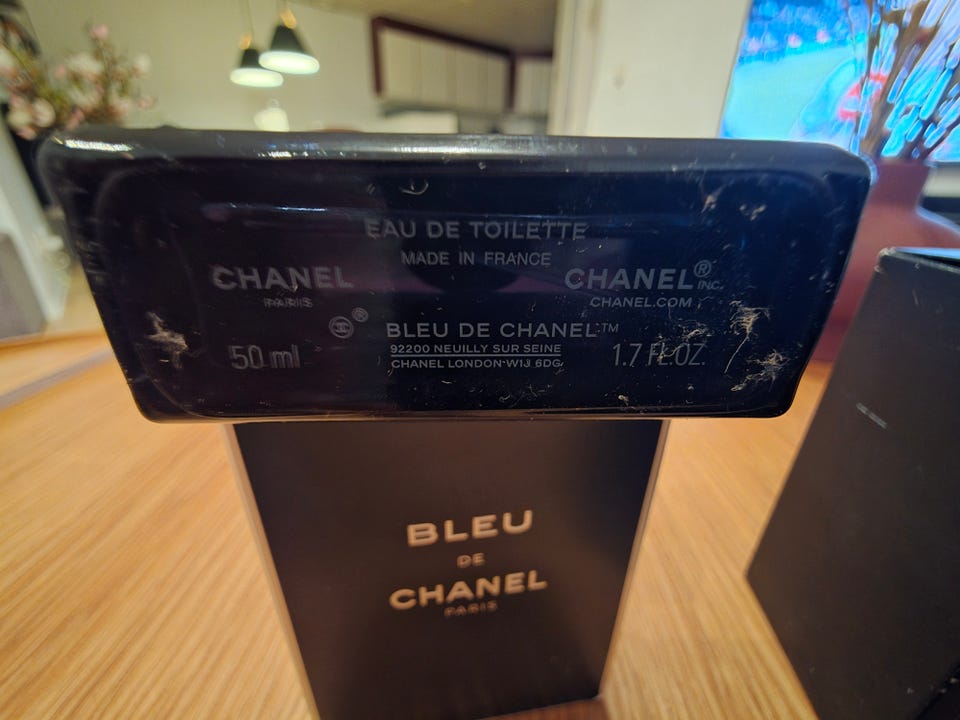 EAU DE TOILETTE
MADE IN FRANCE
CHANEL
PARIS
CHANEL®
INC.
CHANEL.COM
®
BLEU DE CHANEL™
50 ml
92200 NEUILLY SUR SEINE
CHANEL LONDON-W1J 6DG
1.7 FL.OZ.
BLEU
DE
CHANEL
PARIS